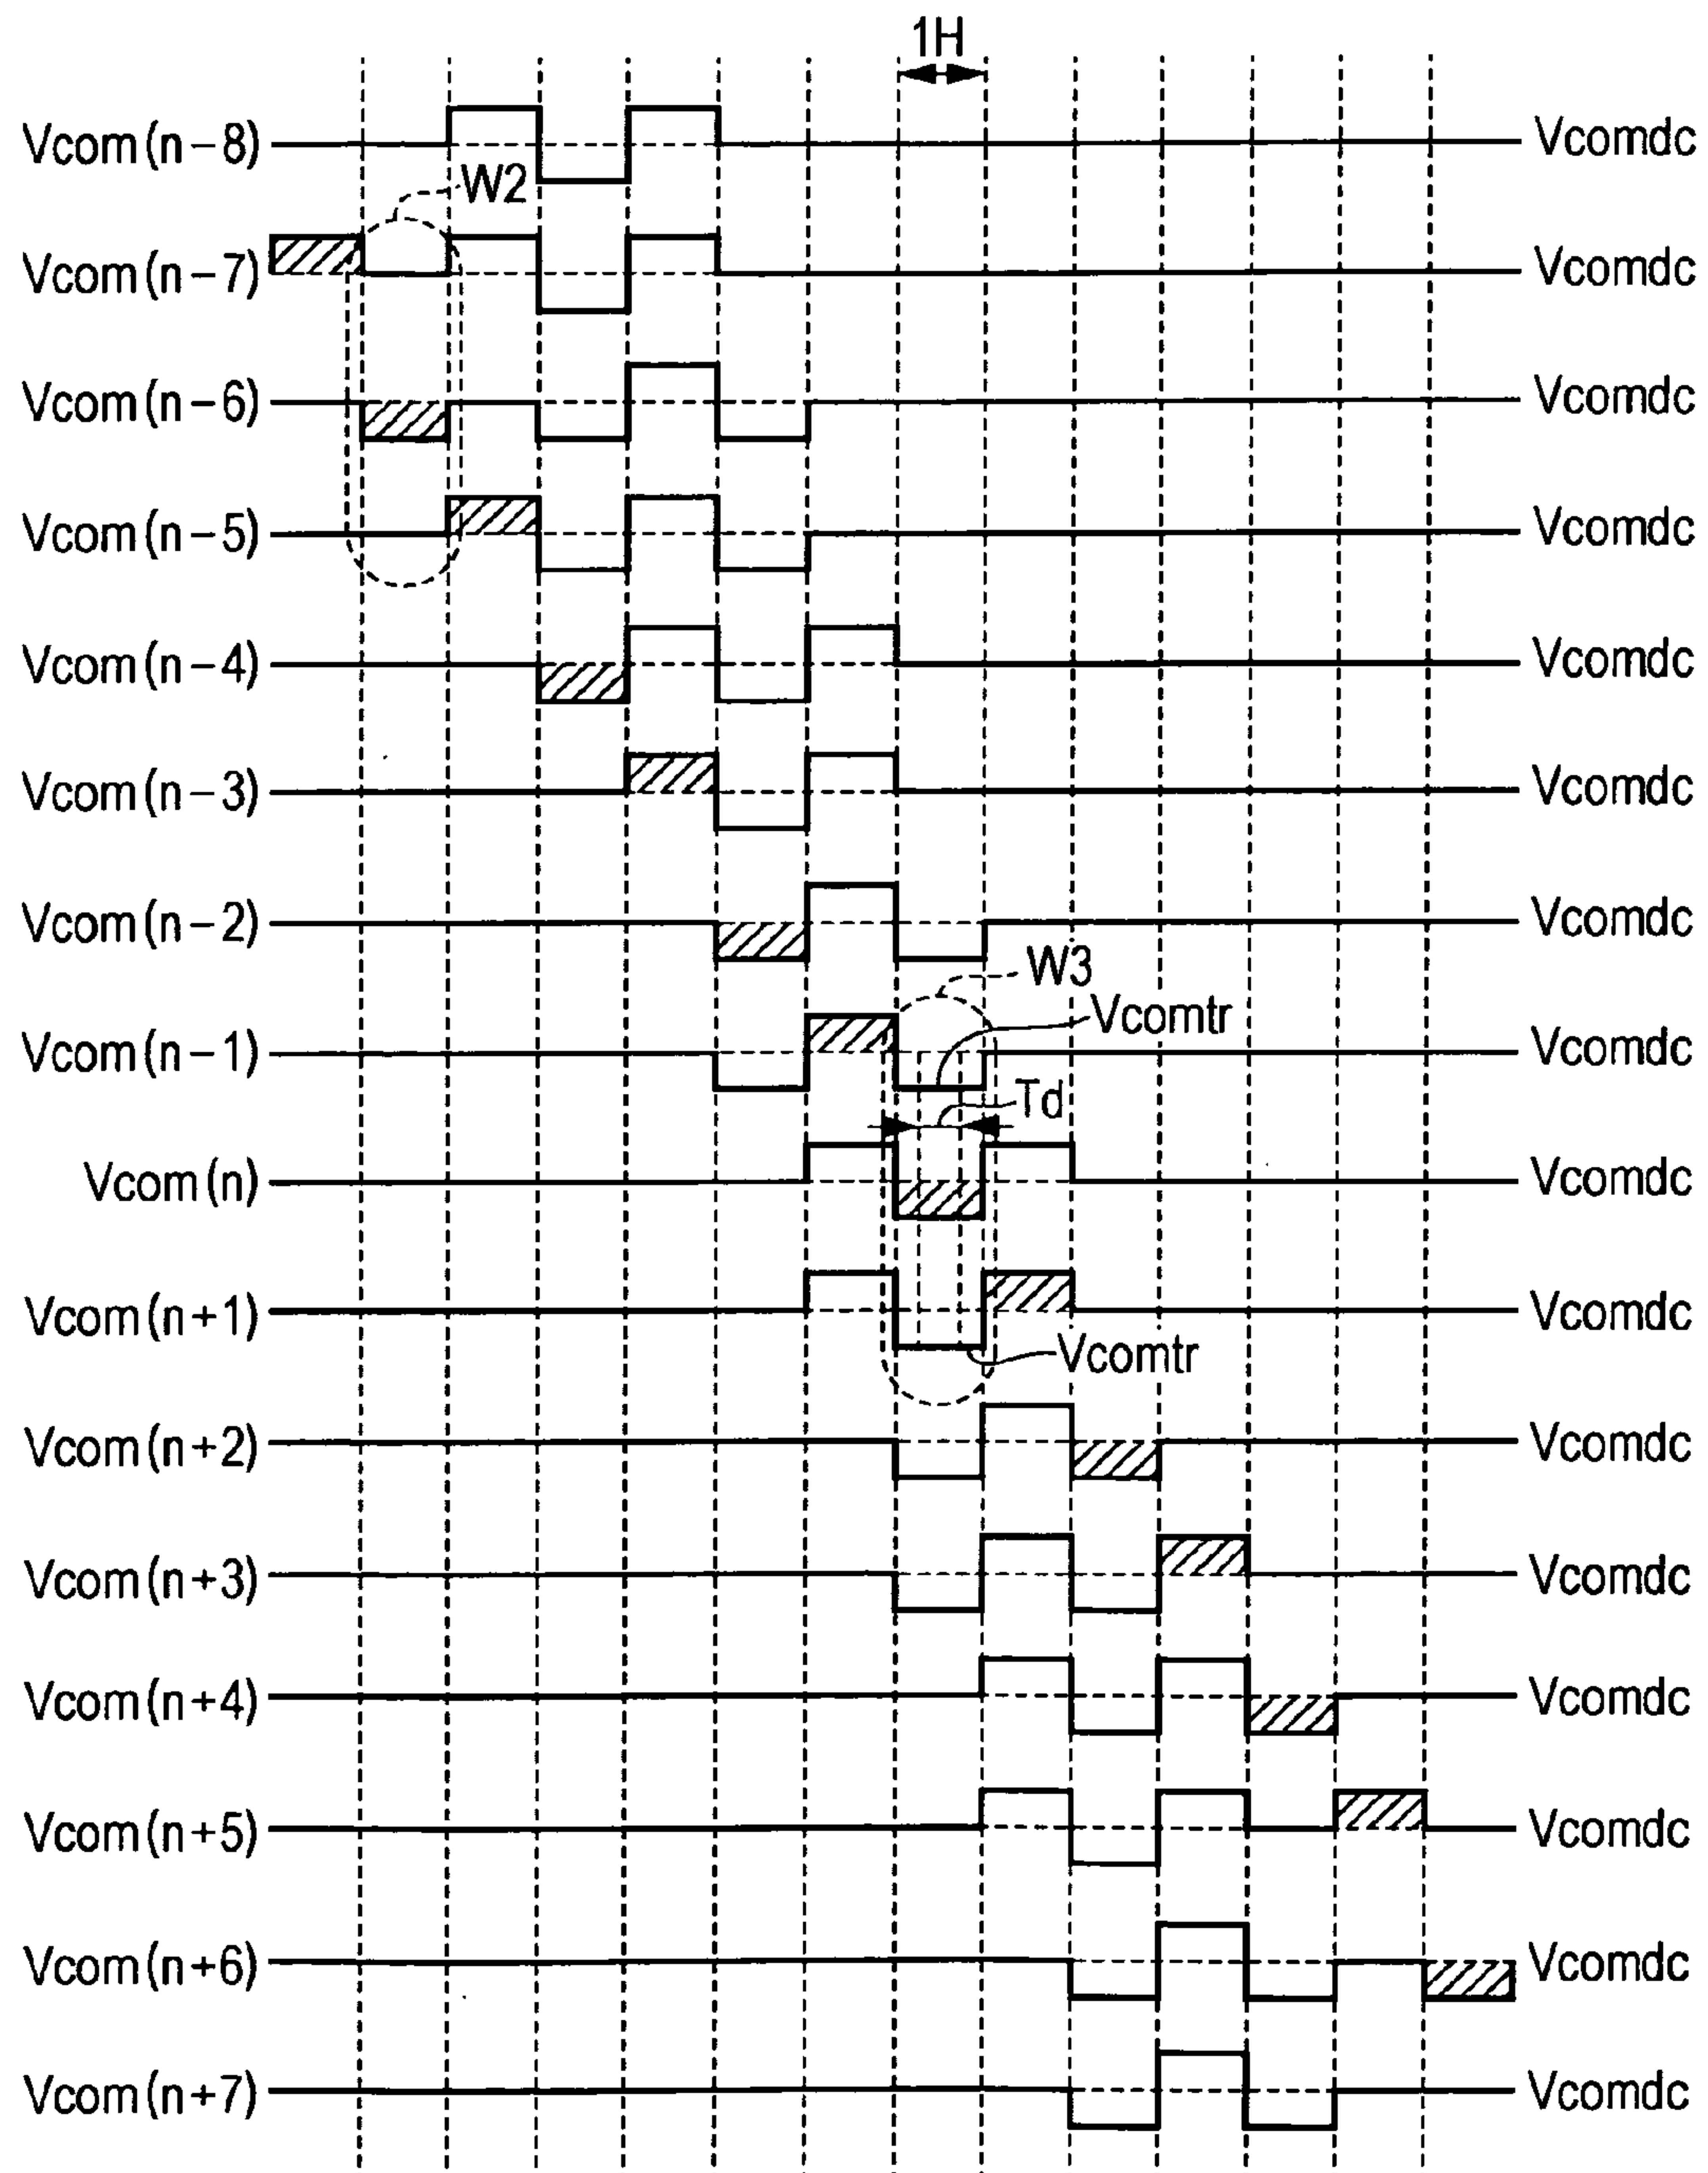 1H
Vcom(n-8) Vcomdc
W2
Vcom(n-7) Vcomdc
Vcom(n-6) Vcomdc
Vcom(n-5) Vcomdc
Vcom(n-4) Vcomdc
Vcom(n-3) Vcomdc
Vcom(n-2) Vcomdc
W3
Vcomtr
Vcom(n-1) Vcomdc
Td
Vcom(n) Vcomdc
Vcom(n+1) Vcomdc
Vcomtr
Vcom(n+2) Vcomdc
Vcom(n+3) Vcomdc
Vcom(n+4) Vcomdc
Vcom(n+5) Vcomdc
Vcom(n+6) Vcomdc
Vcom(n+7) Vcomdc